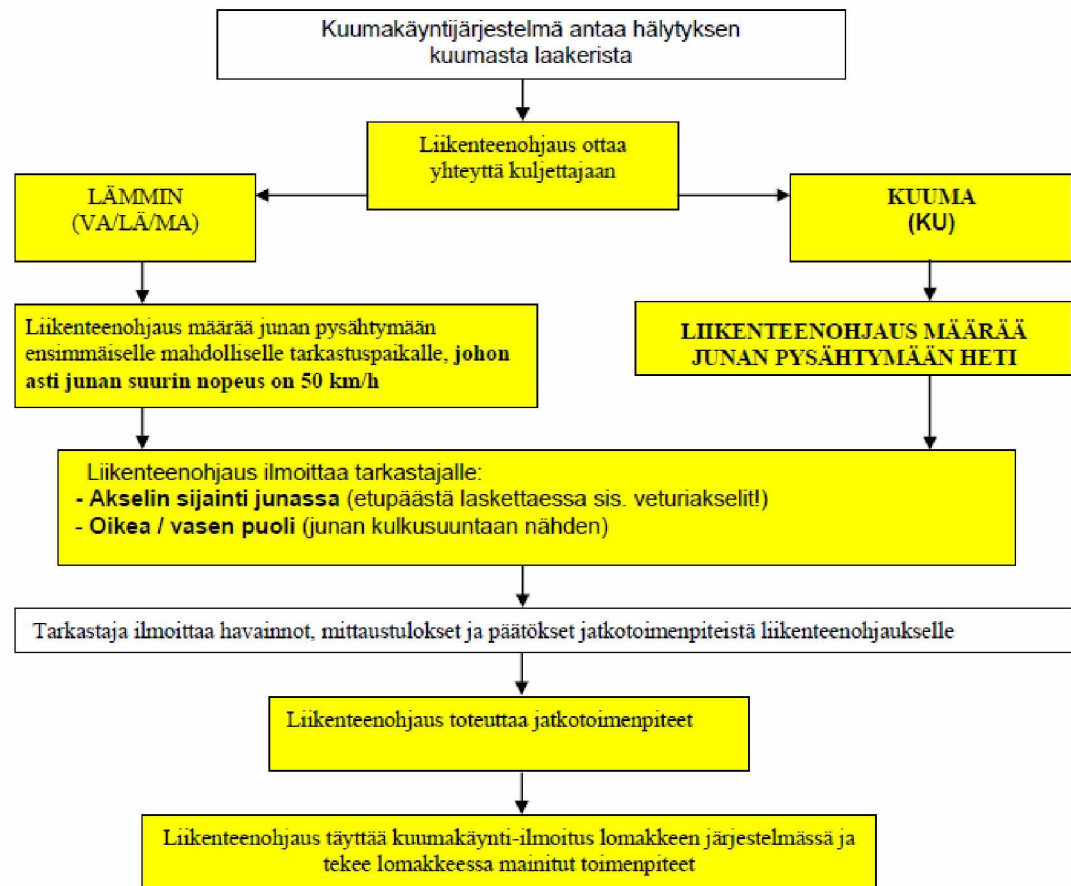 Kuumakäyntijärjestelmä antaa hälytyksen
kuumasta laakerista
Liikenteenohjaus ottaa
yhteyttä kuljettajaan
LÄMMIN
(VA/LÄ/MA)
KUUMA
(KU)
Liikenteenohjaus määrää junan pysähtymään
ensimmäiselle mahdolliselle tarkastuspaikalle, johon
asti junan suurin nopeus on 50 km/h
LIIKENTEENOHJAUS MÄÄRÄÄ
JUNAN PYSÄHTYMÄÄN HETI
Liikenteenohjaus ilmoittaa tarkastajalle:
- Akselin sijainti junassa (etupäästä laskettaessa sis. veturiakselit!)
- Oikea / vasen puoli (junan kulkusuuntaan nähden)
Tarkastaja ilmoittaa havainnot, mittaustulokset ja päätökset jatkotoimenpiteistä liikenteenohjaukselle
Liikenteenohjaus toteuttaa jatkotoimenpiteet
Liikenteenohjaus täyttää kuumakäynti-ilmoitus lomakkeen järjestelmässä ja
tekee lomakkeessa mainitut toimenpiteet